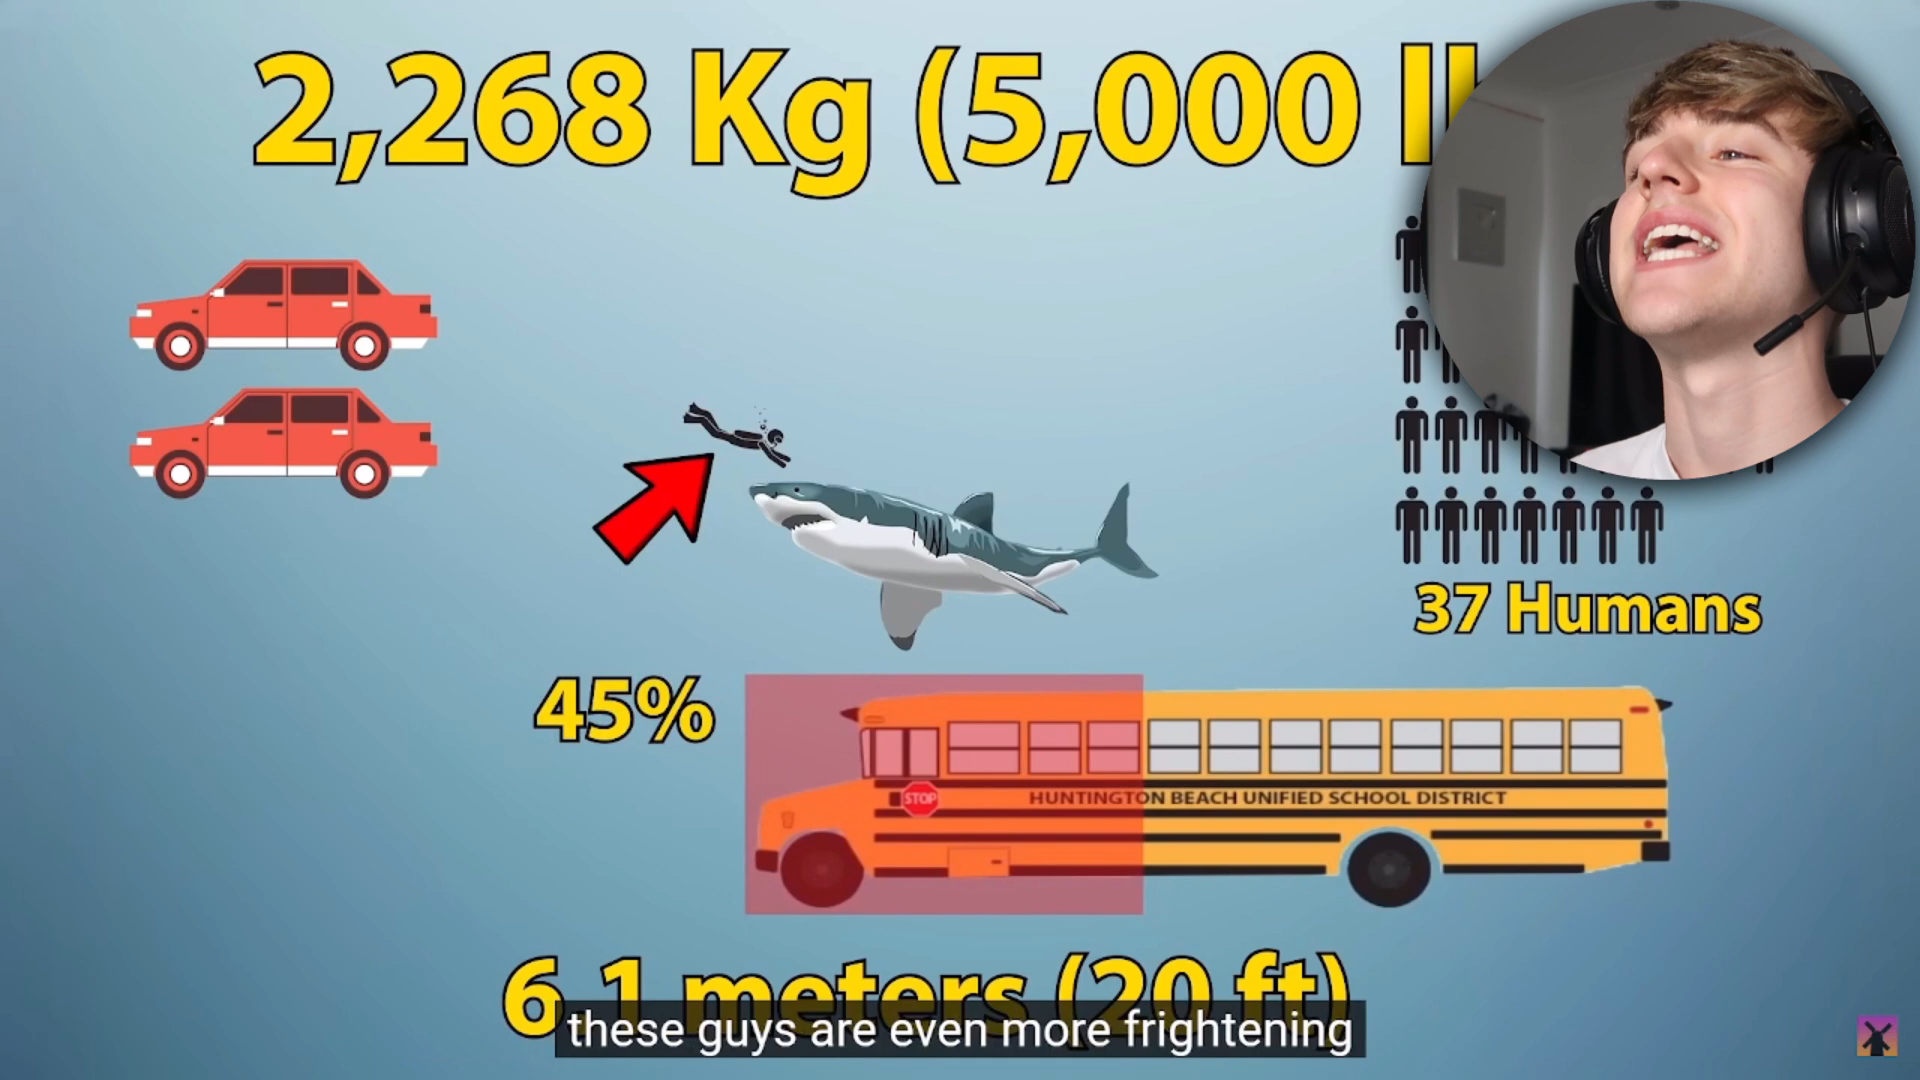 2,268 Kg (5,000 l
37 Humans
45%
STOP
HUNTINGTON BEACH UNIFIED SCHOOL DISTRICT
6.1 meters (20 ft)
these guys are even more frightening